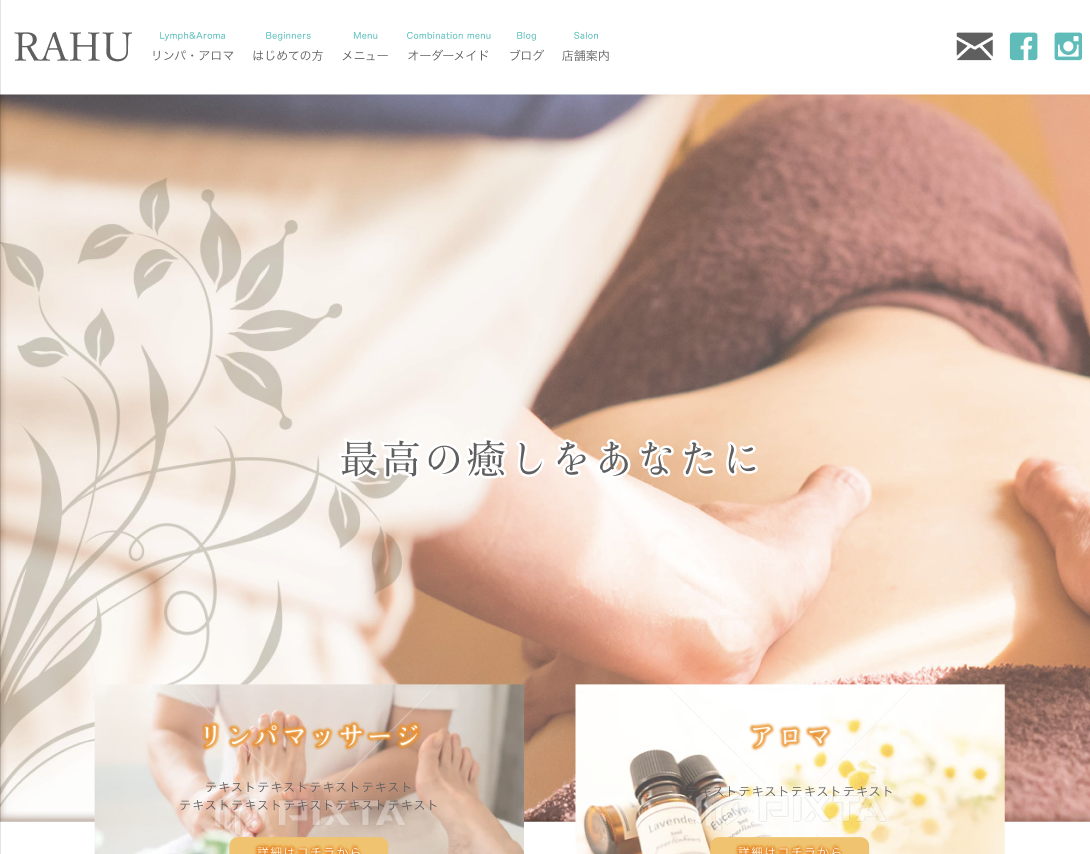 RAHU
Lymph&Aroma
リンパ・アロマ
Beginners
はじめての方
Menu
メニュー
Combination menu
オーダーメイド
Blog
ブログ
Salon
店舗案内
最高の癒しをあなたに
リンパマッサージ
テキストテキストテキストテキスト
テキストテキストテキストテキストテキスト
PIXTA
詳細はコチラから
アロマ
ストテキストテキストテキスト
Lavender
Eucalyp
PIXTA
詳細はコチラから